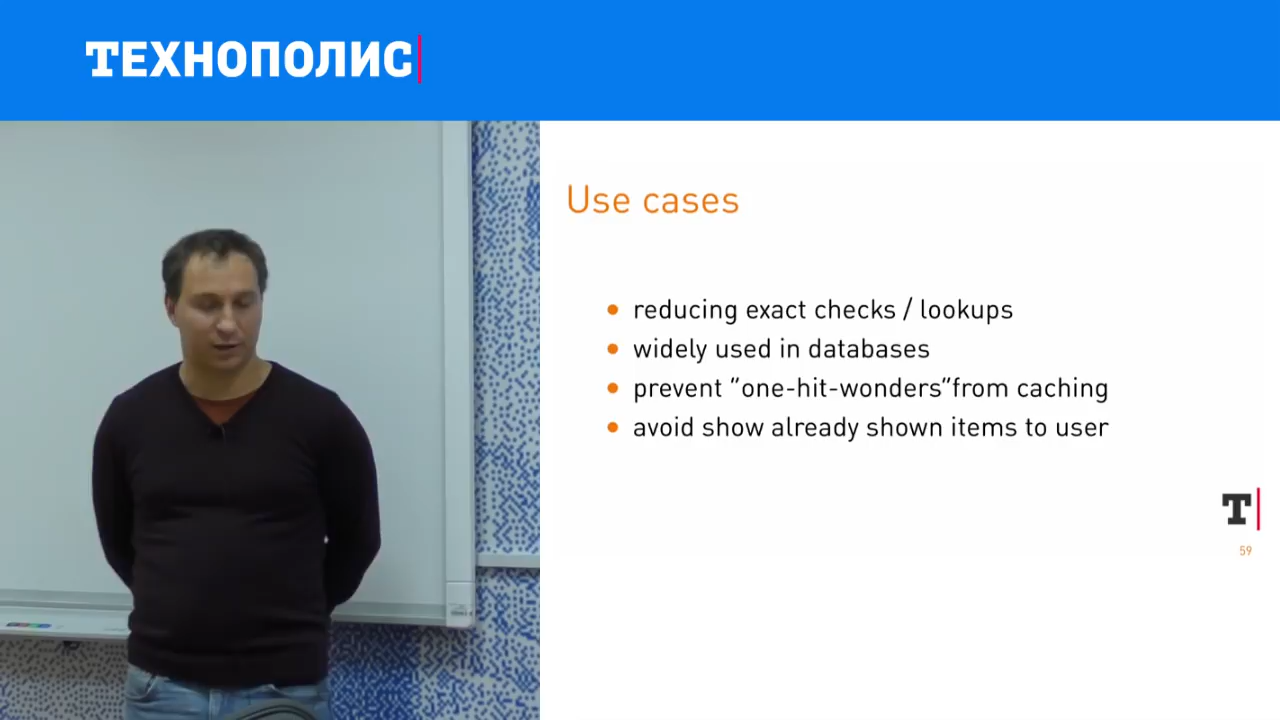 ТЕХНОПОЛИС
Use cases
reducing exact checks / lookups
widely used in databases
prevent "one-hit-wonders"from caching
avoid show already shown items to user
T
59